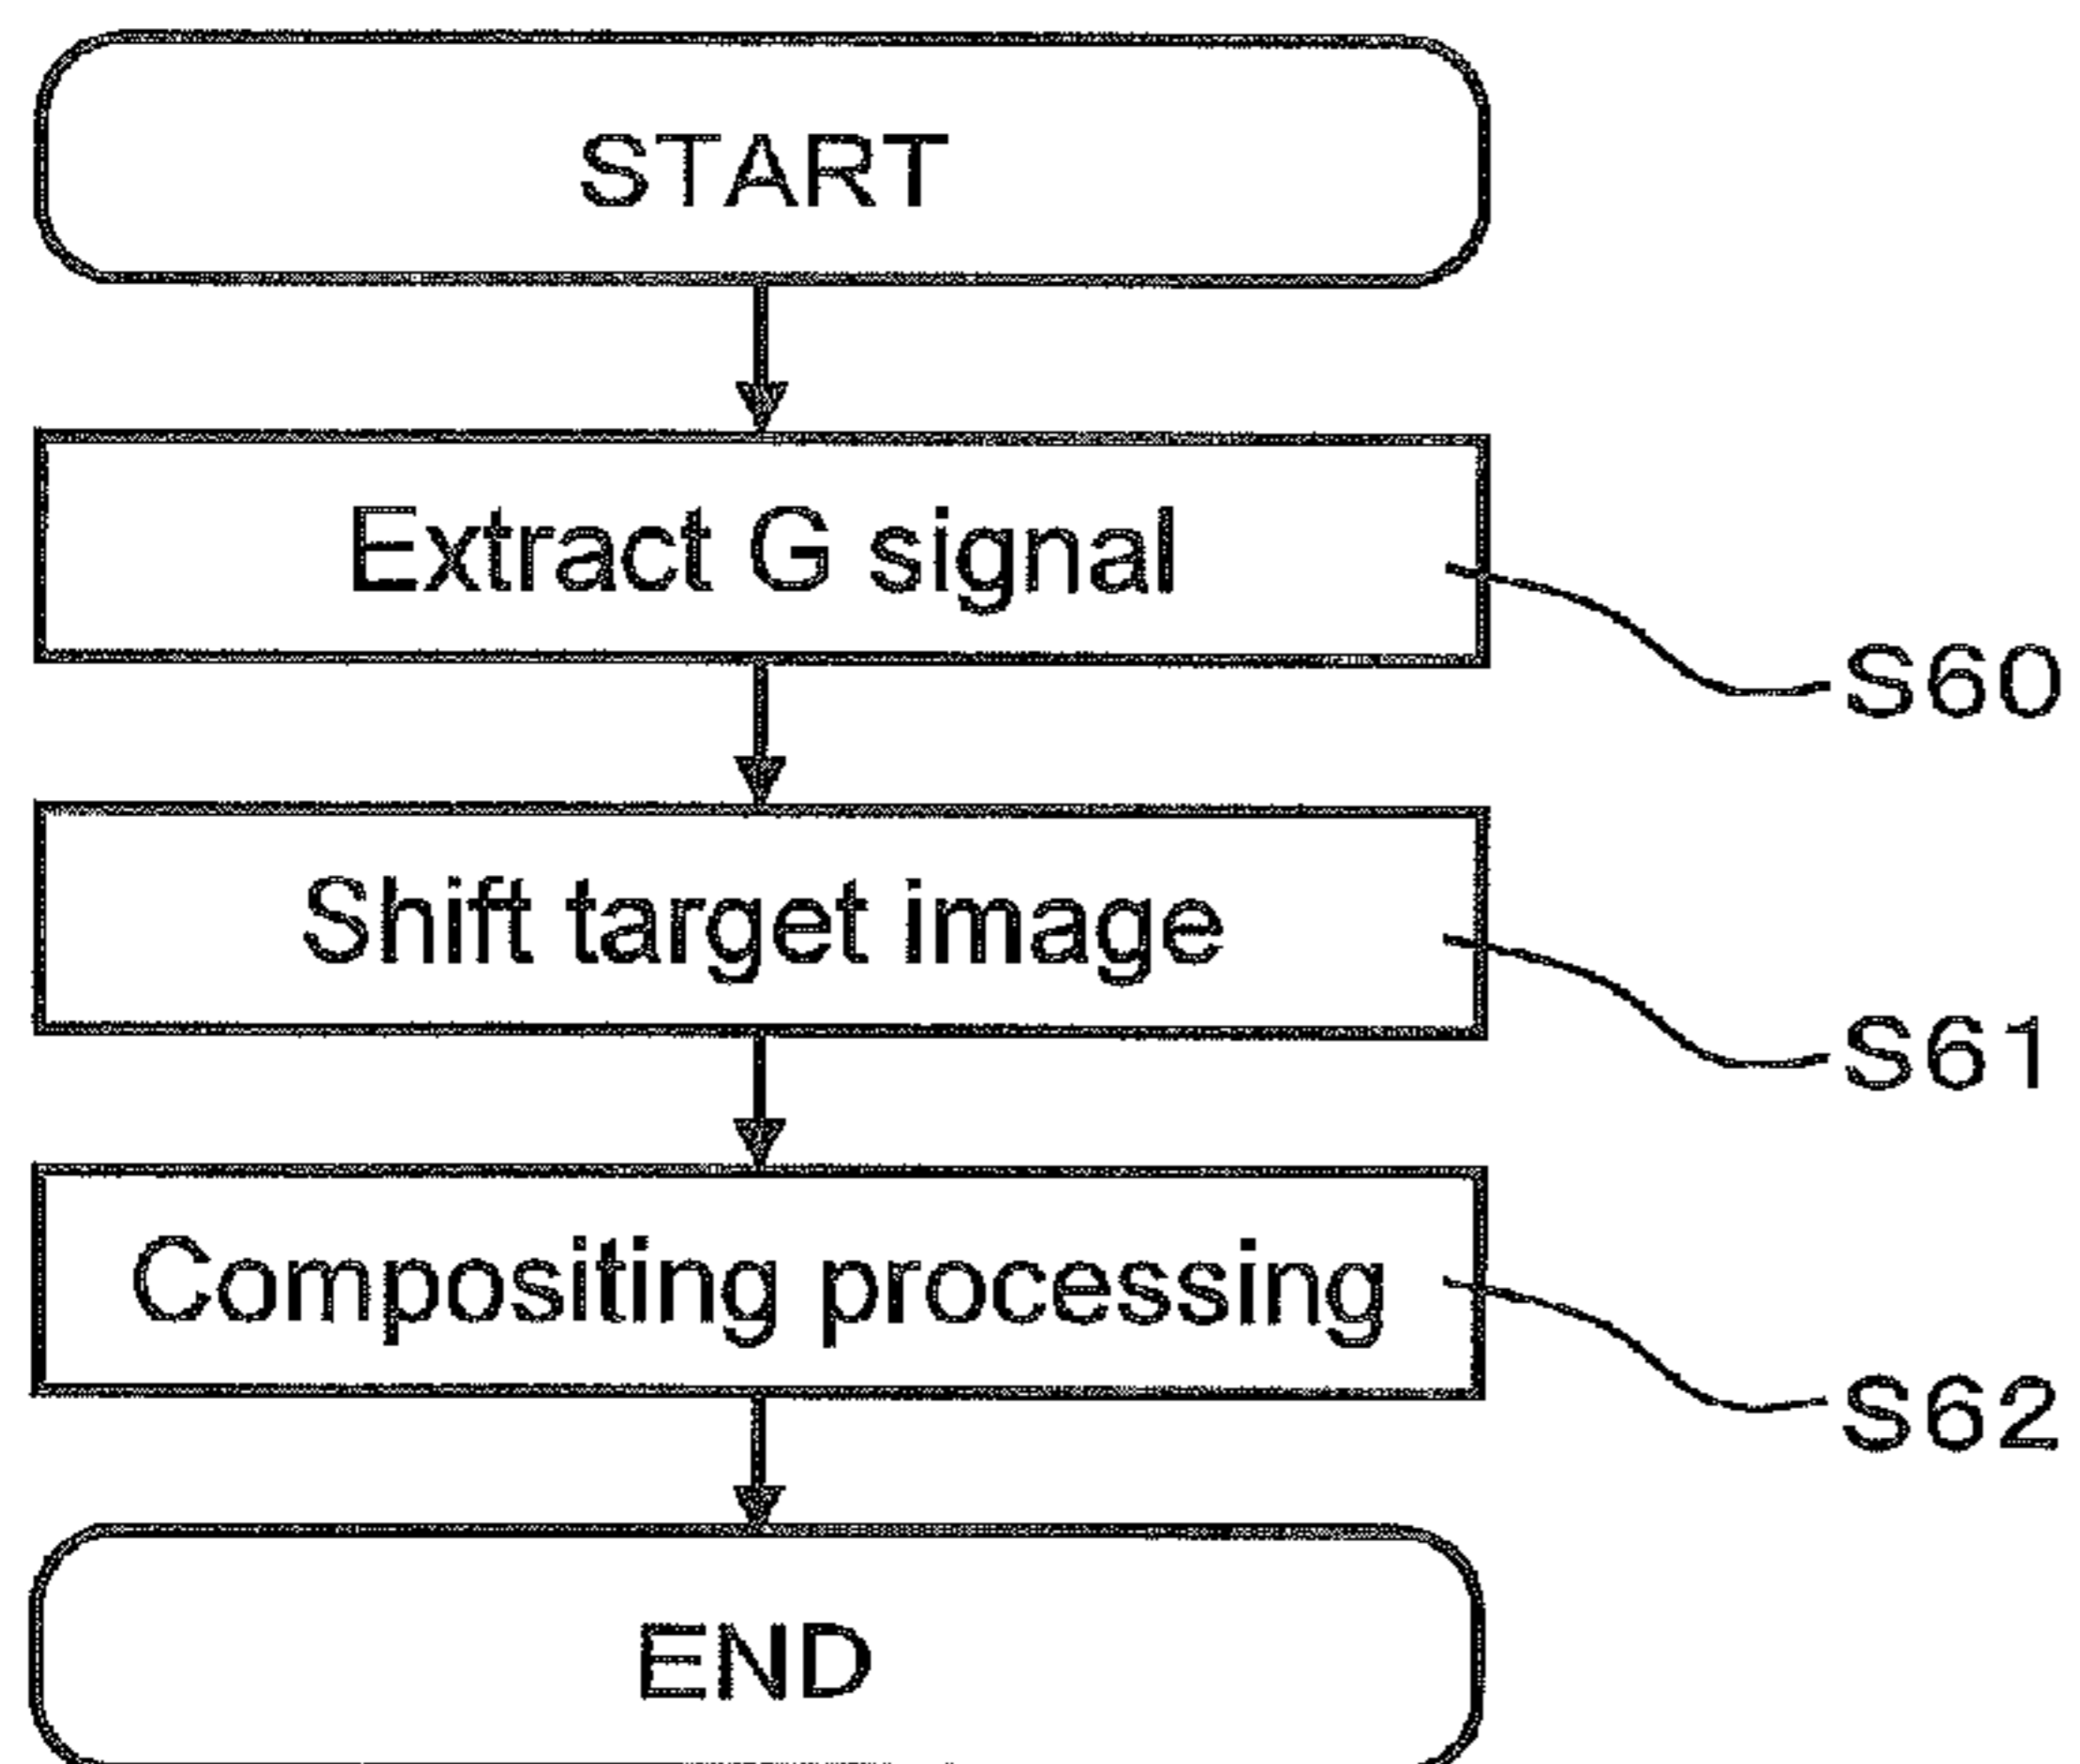 START
Extract G signal
S60
Shift target image
S61
Compositing processing
S62
END